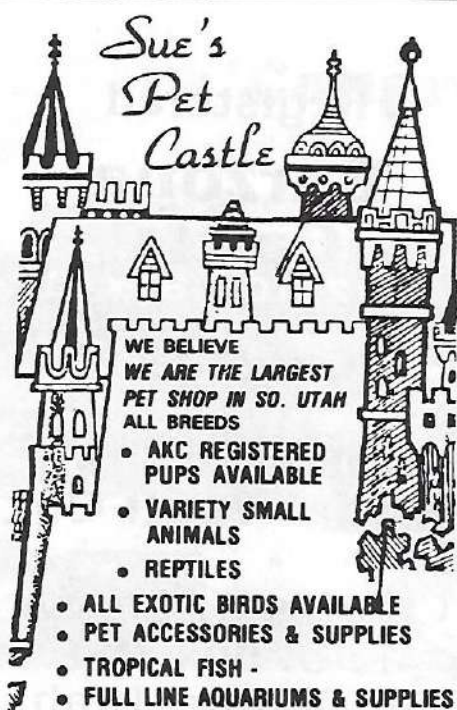 Sue's
Pet
Castle
WE BELIEVE
WE ARE THE LARGEST
PET SHOP IN SO. UTAH
ALL BREEDS
• AKC REGISTERED
PUPS AVAILABLE
• VARIETY SMALL
ANIMALS
• REPTILES
• ALL EXOTIC BIRDS AVAILABLE
• PET ACCESSORIES & SUPPLIES
• TROPICAL FISH -
• FULL LINE AQUARIUMS & SUPPLIES